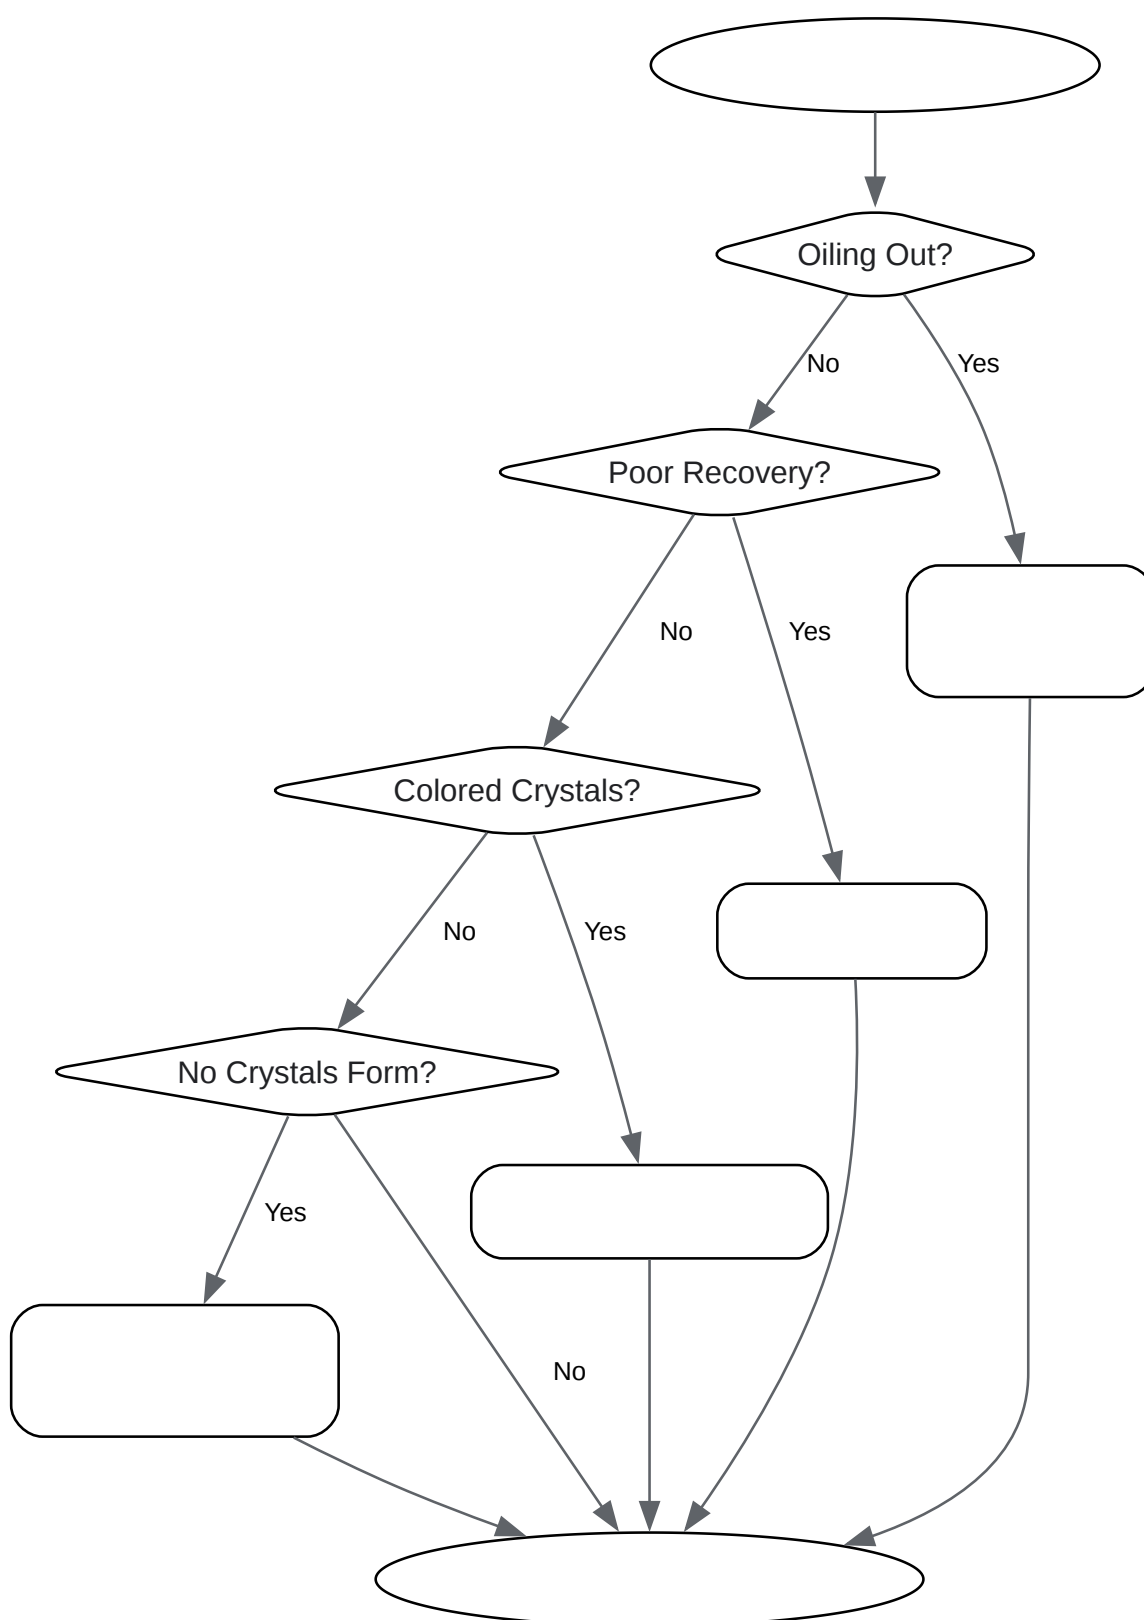 Oiling Out?
No
Yes
Poor Recovery?
No
Yes
Colored Crystals?
No
Yes
No Crystals Form?
Yes
No